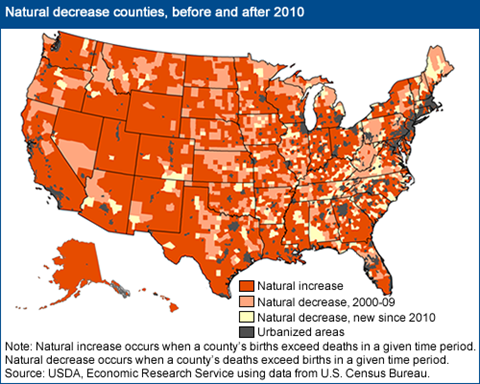 Natural decrease counties, before and after 2010
Natural increase
Natural decrease, 2000-09
Natural decrease, new since 2010
Urbanized areas
Note: Natural increase occurs when a county's births exceed deaths in a given time period.
Natural decrease occurs when a county's deaths exceed births in a given time period.
Source: USDA, Economic Research Service using data from U.S. Census Bureau.